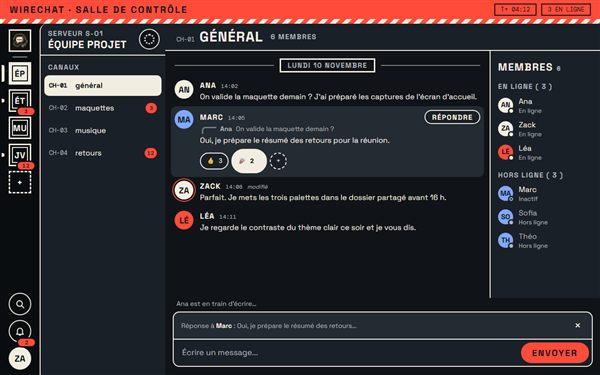 WIRECHAT · SALLE DE CONTRÔLE
T+ 04:12
3 EN LIGNE
ÉP
ÉT
MU
JV
12
+
2
ZA
SERVEUR S-01
ÉQUIPE PROJET
CANAUX
CH-01 général
CH-02 maquettes 3
CH-03 musique
CH-04 retours 12
CH-01 GÉNÉRAL 6 MEMBRES
LUNDI 10 NOVEMBRE
AN
ANA 14:02
On valide la maquette demain ? J'ai préparé les captures de l'écran d'accueil.
MA
MARC 14:05
RÉPONDRE
Ana On valide la maquette demain ?
Oui, je prépare le résumé des retours pour la réunion.
3
2
+
ZA
ZACK 14:08 modifié
Parfait. Je mets les trois palettes dans le dossier partagé avant 16 h.
LÉ
LÉA 14:11
Je regarde le contraste du thème clair ce soir et je vous dis.
Ana est en train d'écrire…
Réponse à Marc : Oui, je prépare le résumé des retours…
×
Écrire un message…
ENVOYER
MEMBRES 6
EN LIGNE ( 3 )
AN
Ana
En ligne
ZA
Zack
En ligne
LÉ
Léa
En ligne
HORS LIGNE ( 3 )
MA
Marc
Inactif
SO
Sofia
Hors ligne
TH
Théo
Hors ligne